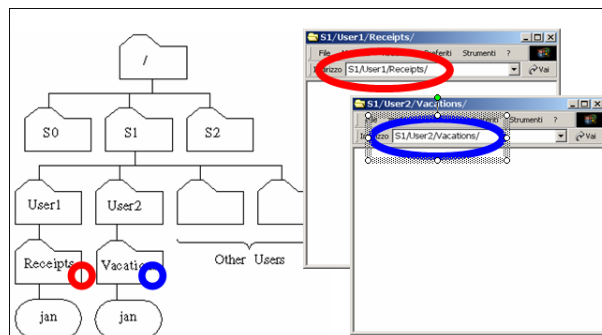 /
S0
S1
S2
User1
User2
Other Users
Receipts
Vacatio
jan
jan
S1/User1/Receipts/
File
Preferiti
Strumenti
?
S1/User1/Receipts/
Vai
S1/User2/Vacations/
Strumenti
?
S1/User2/Vacations/
Vai